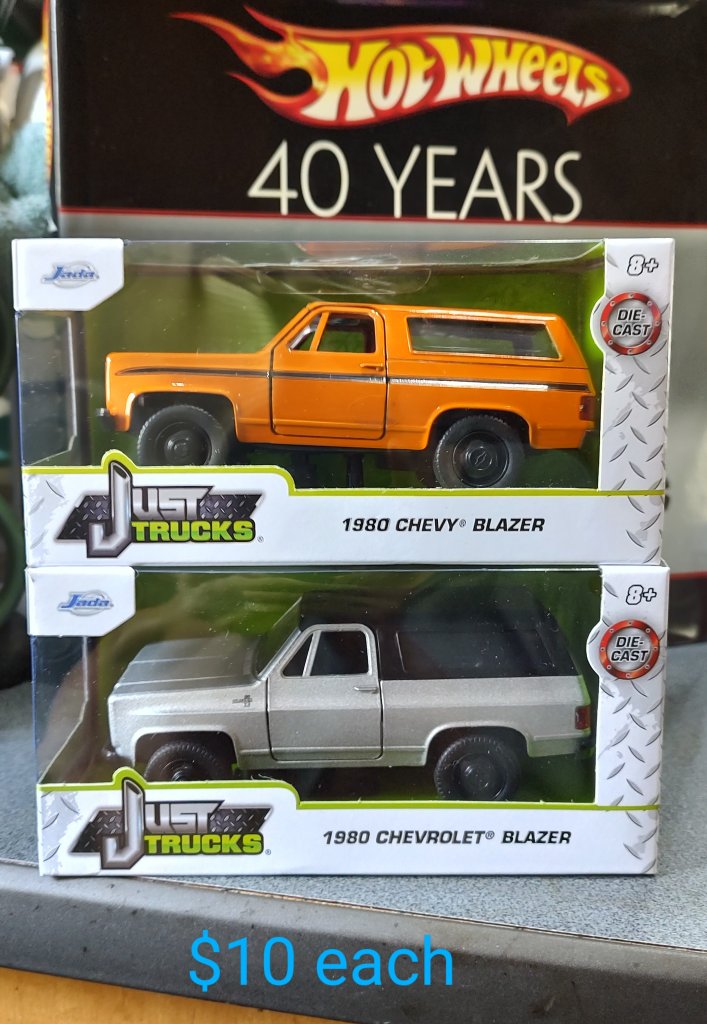 HOT WHEELS
40 YEARS
Jada
8+
DIE-
CAST
JUST
TRUCKS®
1980 CHEVY® BLAZER
Jada
8+
DIE-
CAST
JUST
TRUCKS®
1980 CHEVROLET® BLAZER
$10 each